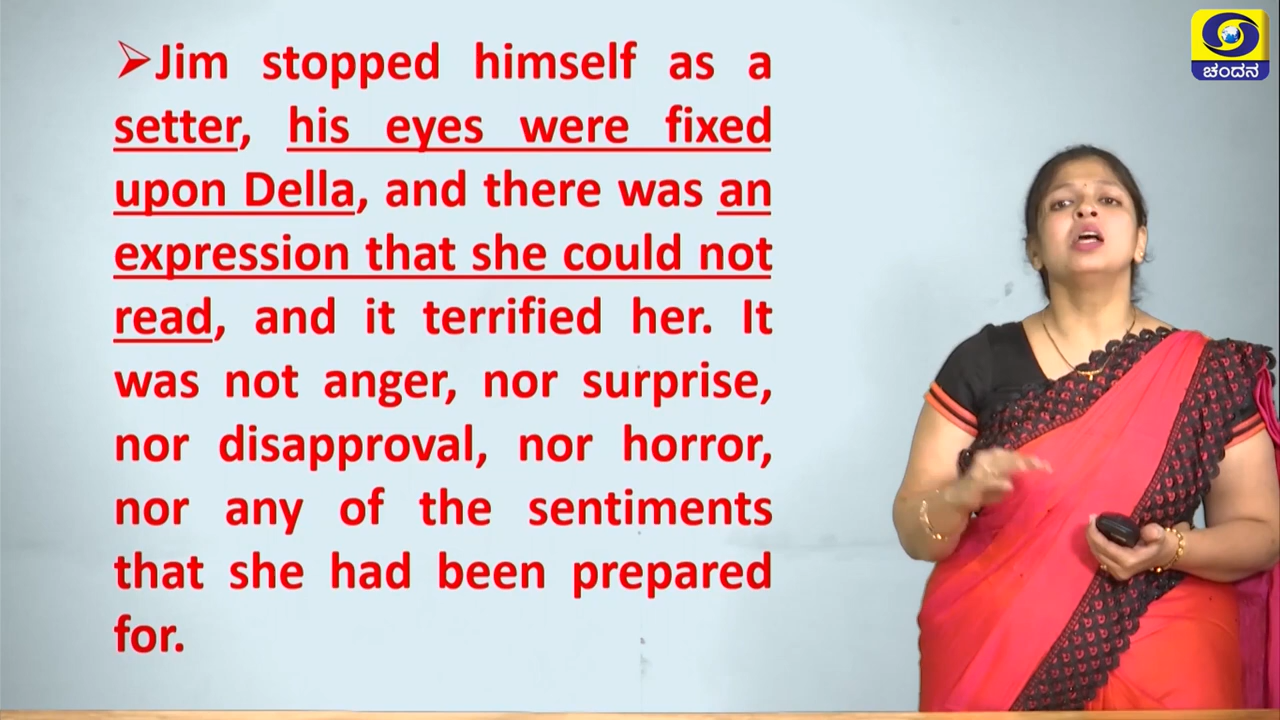 ➢Jim stopped himself as a
setter, his eyes were fixed
upon Della, and there was an
expression that she could not
read, and it terrified her. It
was not anger, nor surprise,
nor disapproval, nor horror,
nor any of the sentiments
that she had been prepared
for.
ಚಂದನ